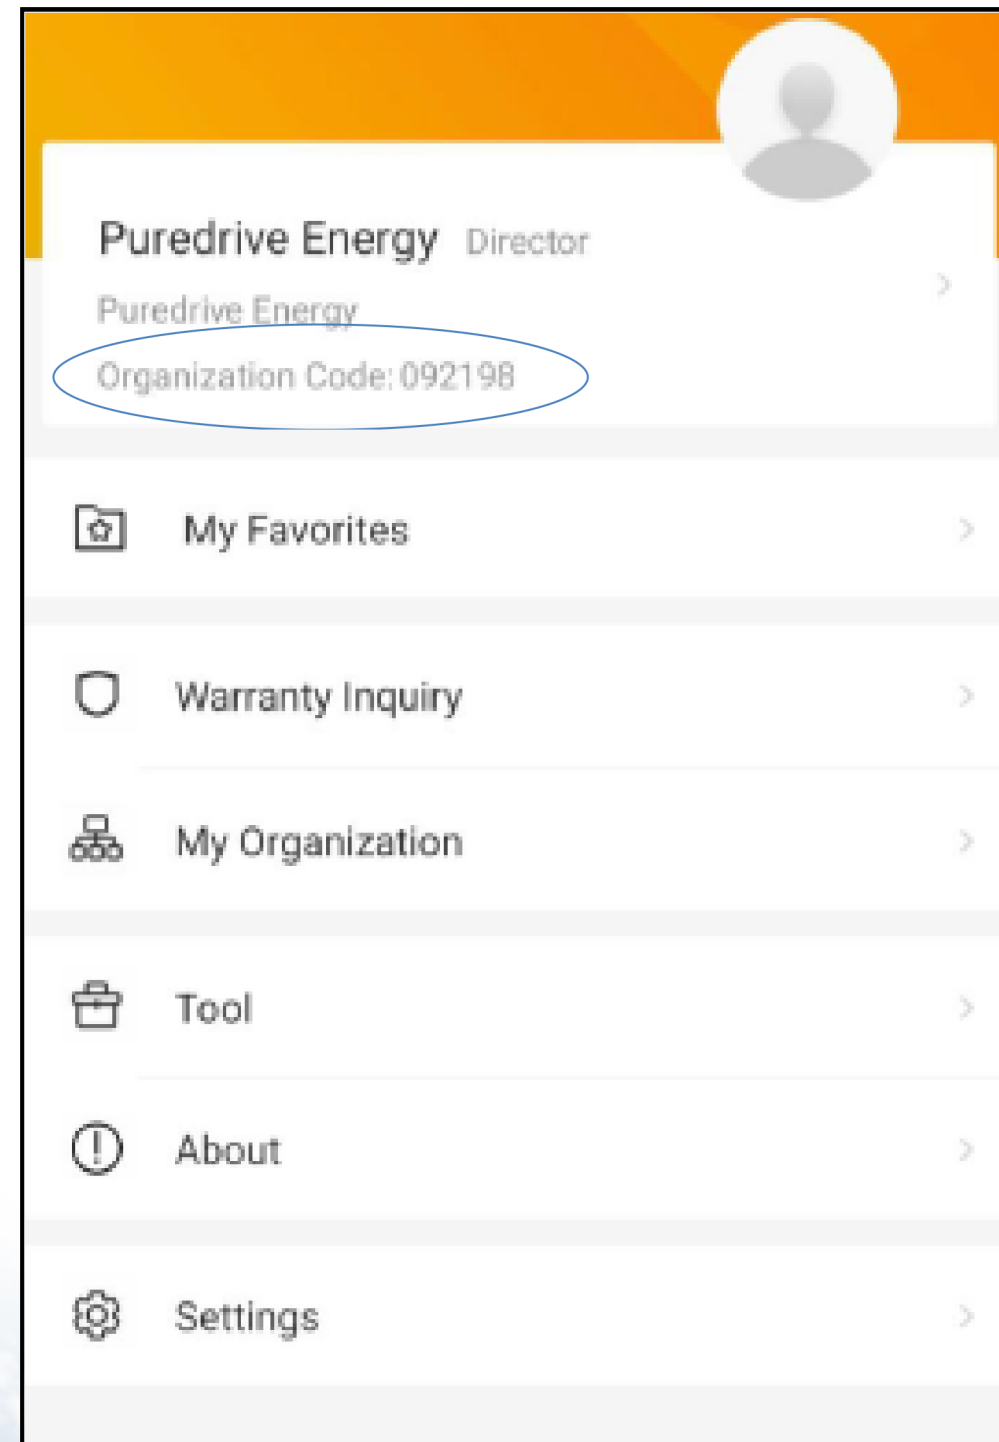 Puredrive Energy Director
Puredrive Energy
Organization Code: 092198
My Favorites
Warranty Inquiry
My Organization
Tool
About
Settings